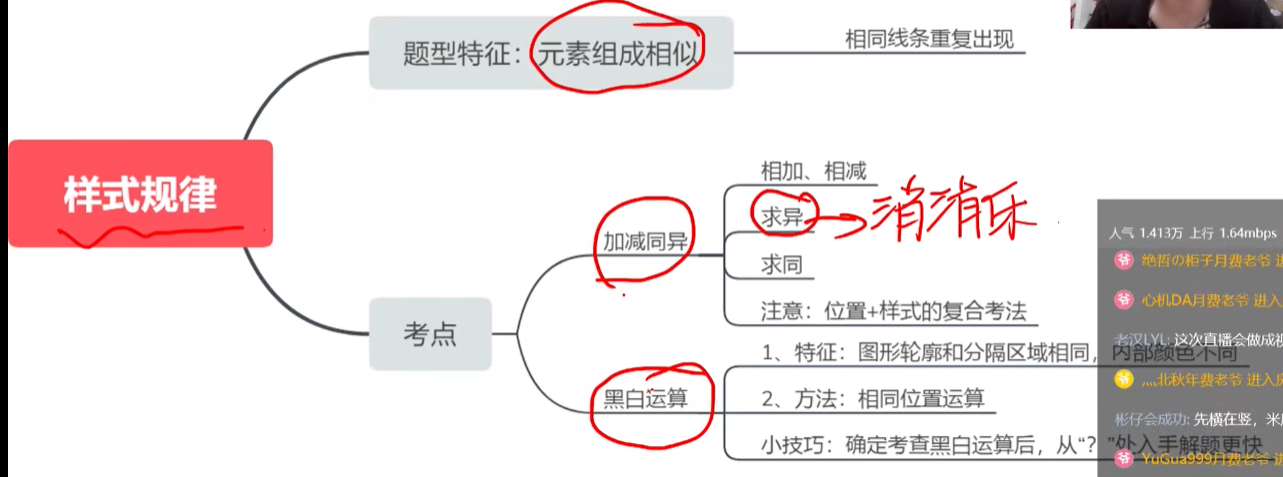 题型特征：元素组成相似
相同线条重复出现
样式规律
考点
加减同异
相加、相减
求异
消消乐
求同
注意：位置+样式的复合考法
黑白运算
1、特征：图形轮廓和分隔区域相同，内部颜色不同
2、方法：相同位置运算
小技巧：确定考查黑白运算后，从“？”处入手解题更快
人气 1.413万 上行 1.64mbps
爷 绝哲の柜子月费老爷 进
爷 心机DA月费老爷 进入
老汉LYL: 这次直播会做成视
爷 灬北秋年费老爷 进入房
彬仔会成功: 先横在竖，米
爷 YuGua999月费老爷 进